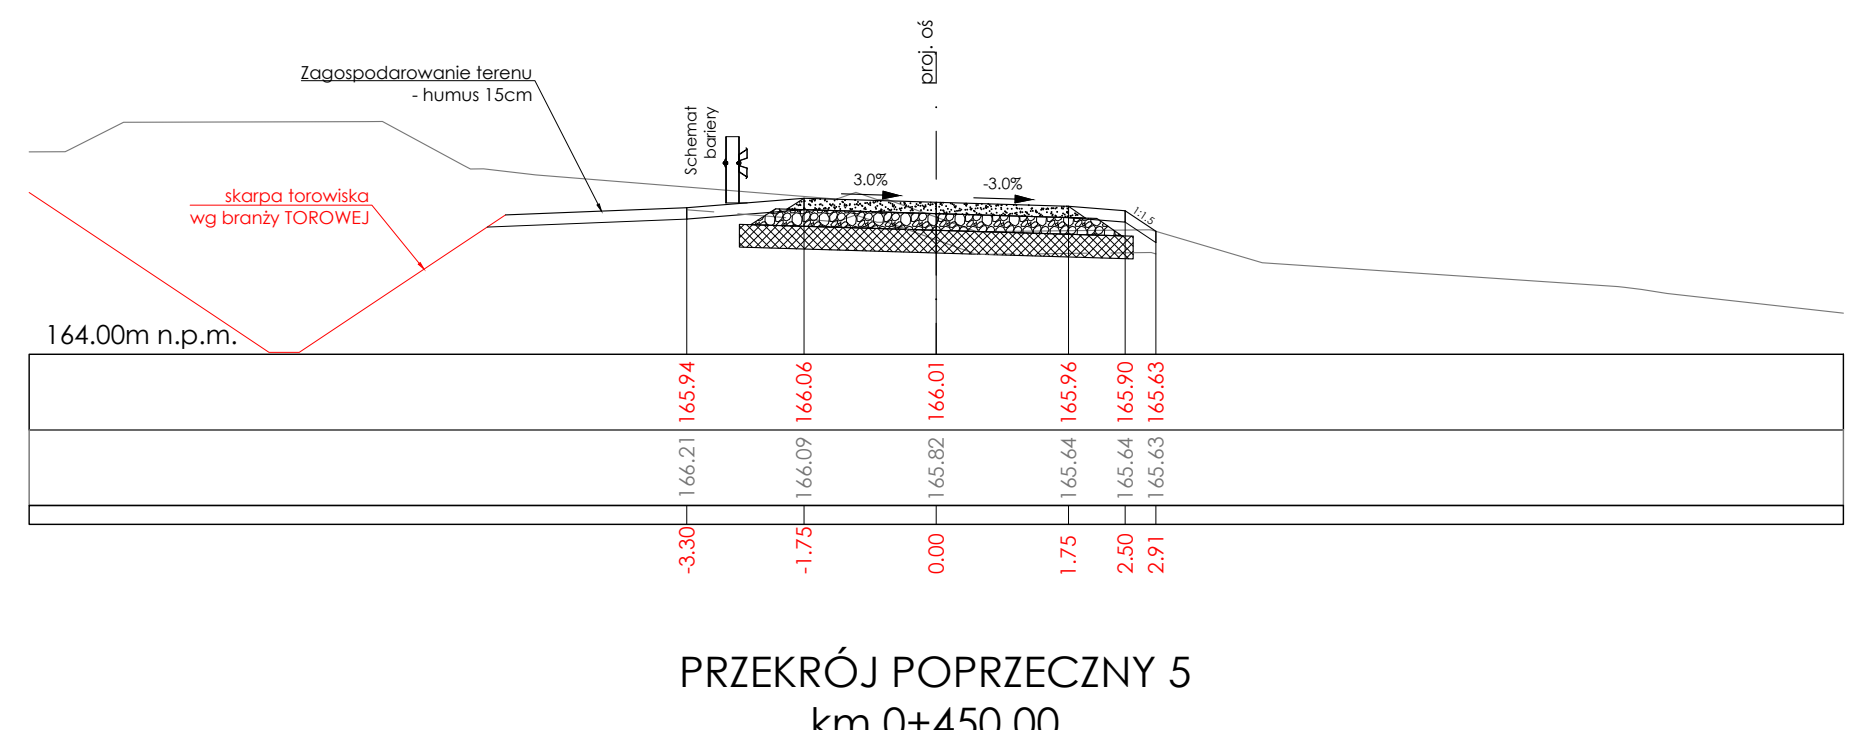 proj. oś
Zagospodarowanie terenu
- humus 15cm
Schemat
bariery
3.0%
-3.0%
skarpa torowiska
wg branży TOROWEJ
1:1.5
164.00m n.p.m.
165.94
166.06
166.01
165.96
165.90
165.63
166.21
166.09
165.82
165.64
165.64
165.63
-3.30
-1.75
0.00
1.75
2.50
2.91
PRZEKRÓJ POPRZECZNY 5
km 0+450.00